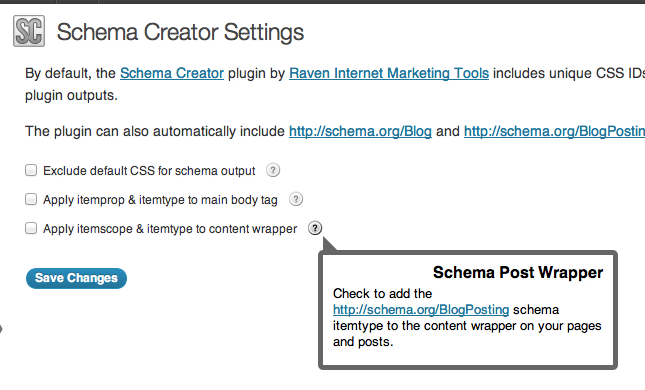 SC Schema Creator Settings
By default, the Schema Creator plugin by Raven Internet Marketing Tools includes unique CSS IDs
plugin outputs.
The plugin can also automatically include http://schema.org/Blog and http://schema.org/BlogPostin
Exclude default CSS for schema output ?
Apply itemprop & itemtype to main body tag ?
Apply itemscope & itemtype to content wrapper ?
Save Changes
Schema Post Wrapper
Check to add the
http://schema.org/BlogPosting schema
itemtype to the content wrapper on your pages
and posts.